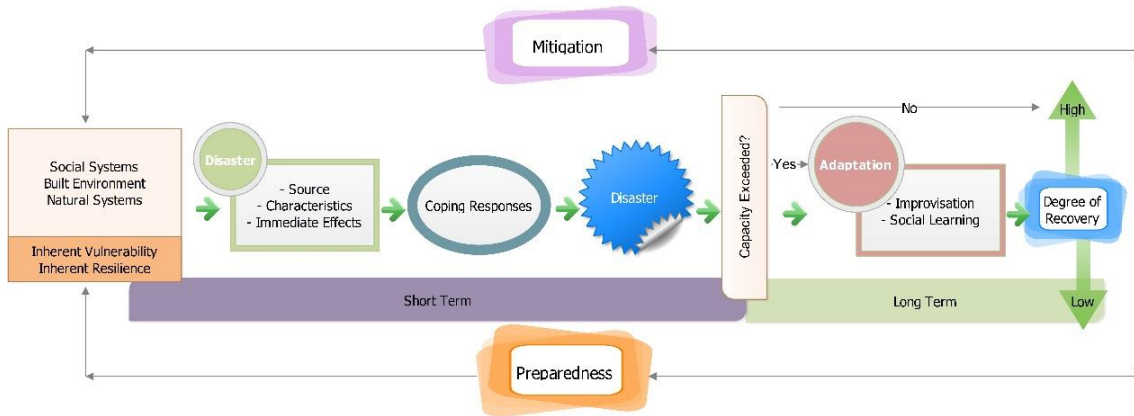 Mitigation
Social Systems
Built Environment
Natural Systems
Inherent Vulnerability
Inherent Resilience
Disaster
- Source
- Characteristics
- Immediate Effects
Coping Responses
Disaster
Capacity Exceeded?
No
Yes
Adaptation
- Improvisation
- Social Learning
High
Degree of
Recovery
Low
Short Term
Long Term
Preparedness